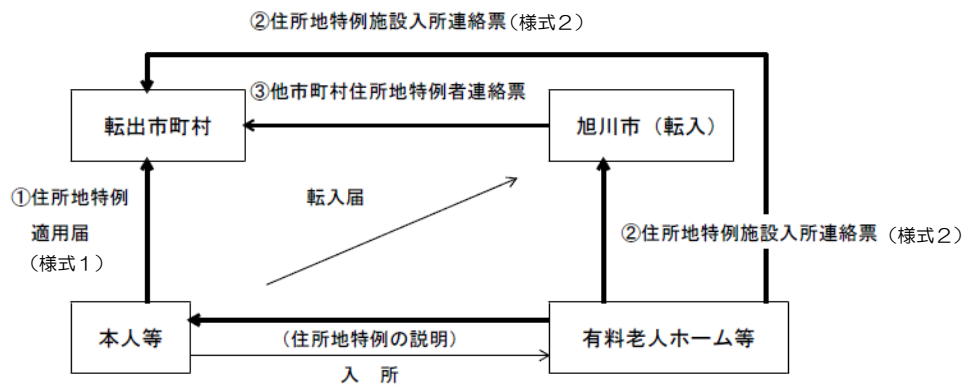 ②住所地特例施設入所連絡票(様式2)
③他市町村住所地特例者連絡票
転出市町村
旭川市（転入）
①住所地特例
適用届
(様式1)
転入届
②住所地特例施設入所連絡票(様式2)
本人等
(住所地特例の説明)
有料老人ホーム等
入　所